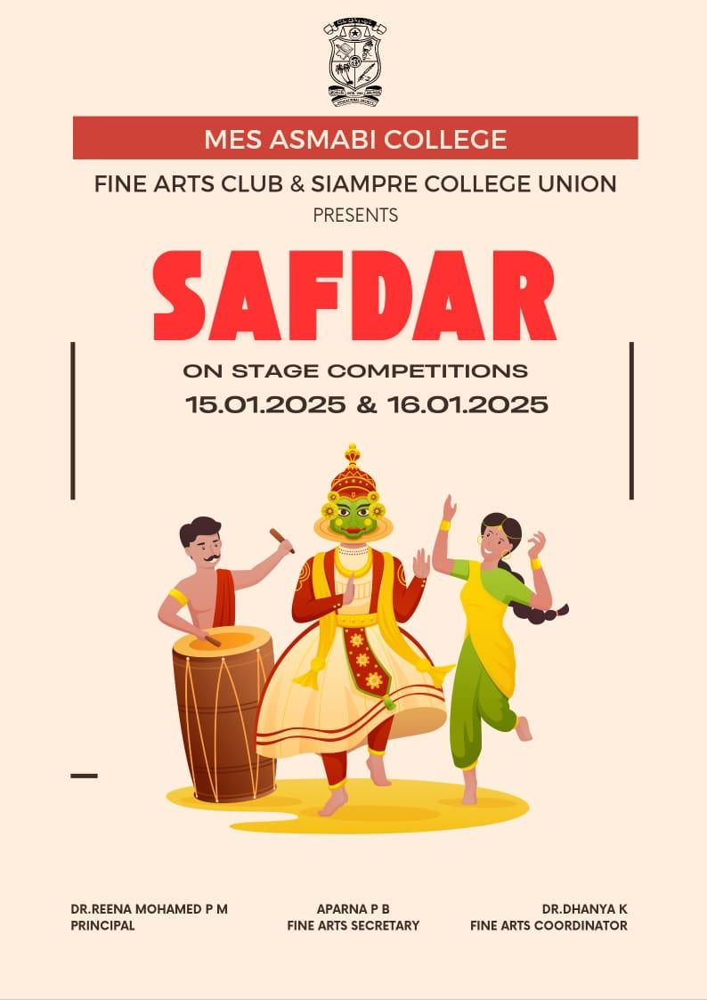 MES ASMABI COLLEGE
FINE ARTS CLUB & SIAMPRE COLLEGE UNION
PRESENTS
SAFDAR
ON STAGE COMPETITIONS
15.01.2025 & 16.01.2025
DR.REENA MOHAMED P M
PRINCIPAL
APARNA P B
FINE ARTS SECRETARY
DR.DHANYA K
FINE ARTS COORDINATOR